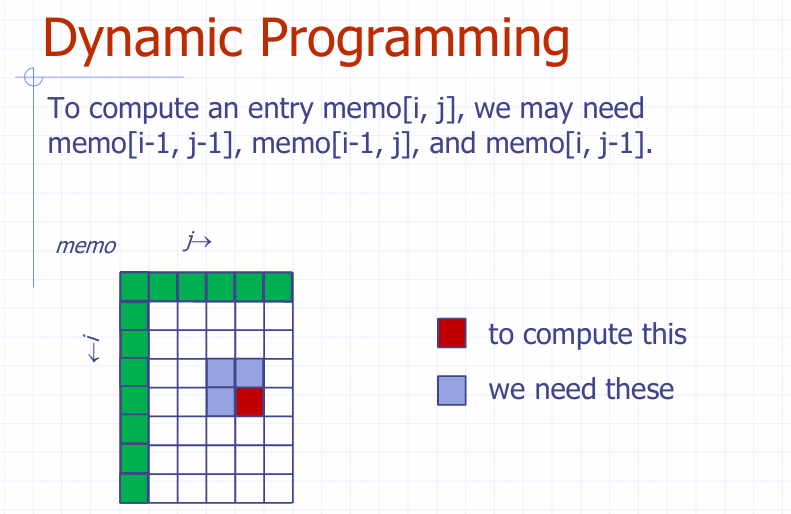 Dynamic Programming
To compute an entry memo[i, j], we may need
memo[i-1, j-1], memo[i-1, j], and memo[i, j-1].
memo
j→
←i
to compute this
we need these